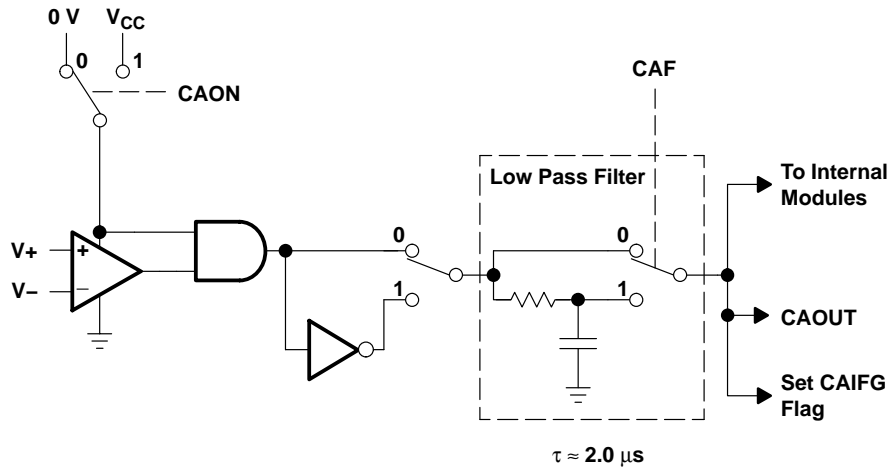 0 V
VCC
0
1
CAON
CAF
Low Pass Filter
To Internal
Modules
V+
+
V−
−
0
1
0
1
CAOUT
Set CAIFG
Flag
τ ≈ 2.0 μs